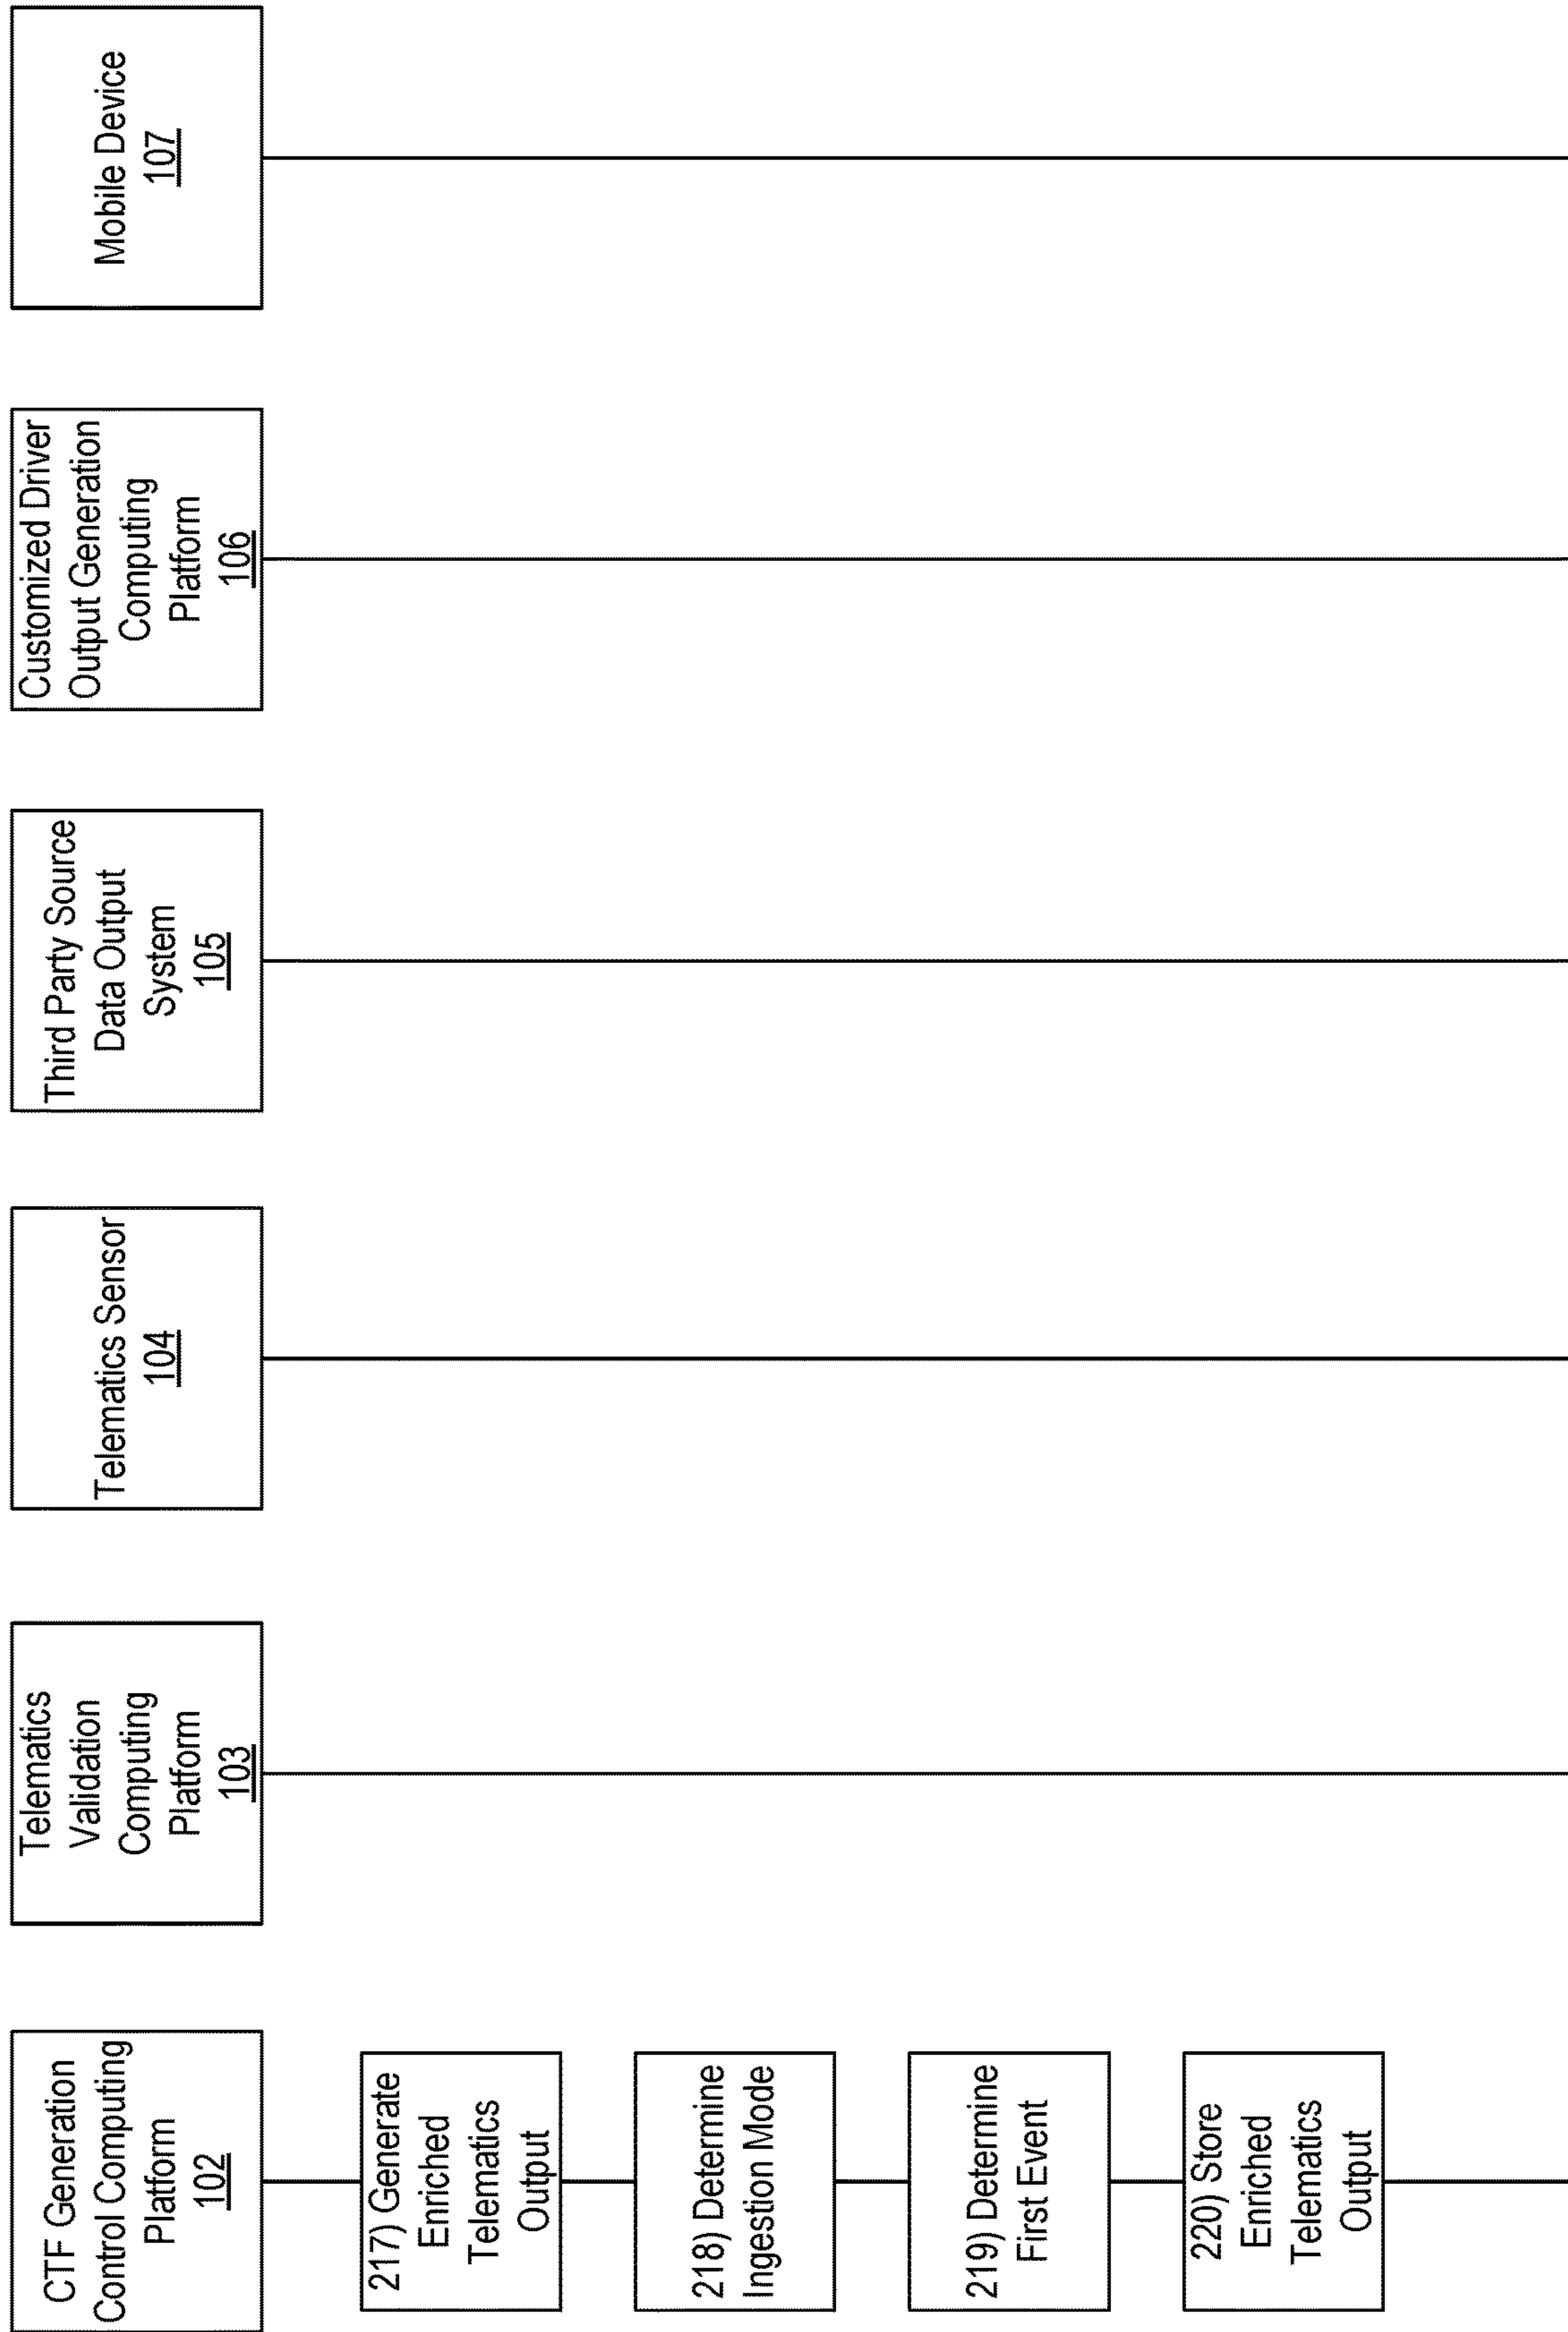 CTF Generation
Control Computing
Platform
102
Telematics
Validation
Computing
Platform
103
Telematics Sensor
104
Third Party Source
Data Output
System
105
Customized Driver
Output Generation
Computing
Platform
106
Mobile Device
107
217) Generate
Enriched
Telematics
Output
218) Determine
Ingestion Mode
219) Determine
First Event
220) Store
Enriched
Telematics
Output